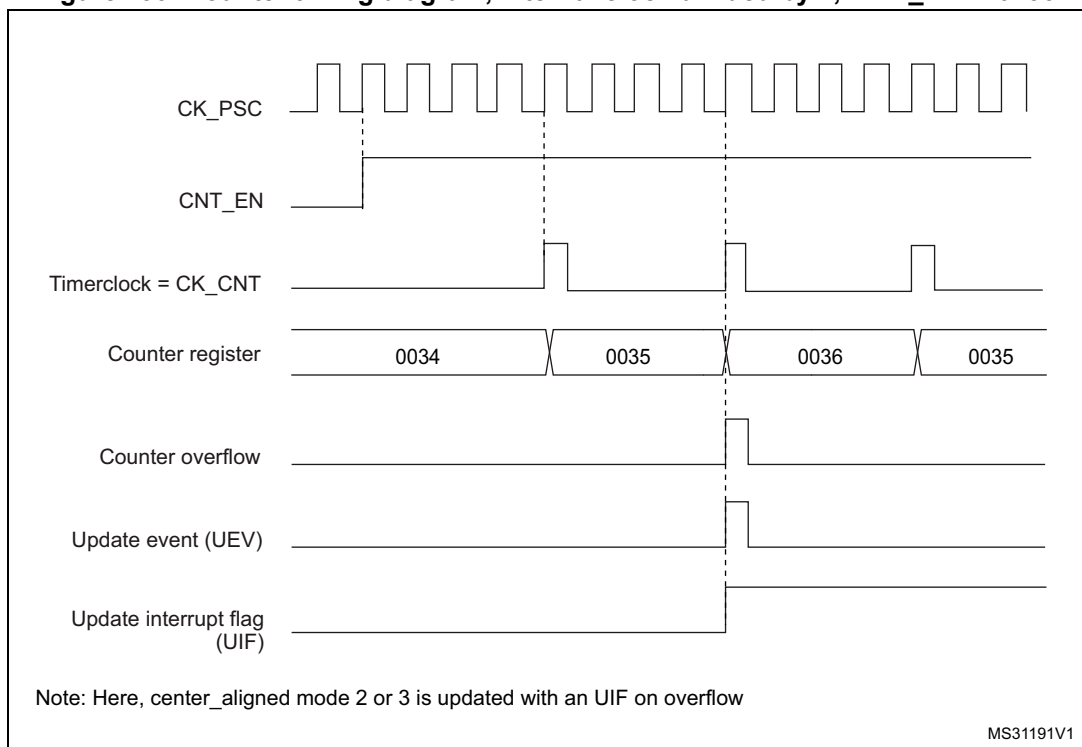 CK_PSC
CNT_EN
Timerclock = CK_CNT
Counter register
0034 0035 0036 0035
Counter overflow
Update event (UEV)
Update interrupt flag
(UIF)
Note: Here, center_aligned mode 2 or 3 is updated with an UIF on overflow
MS31191V1